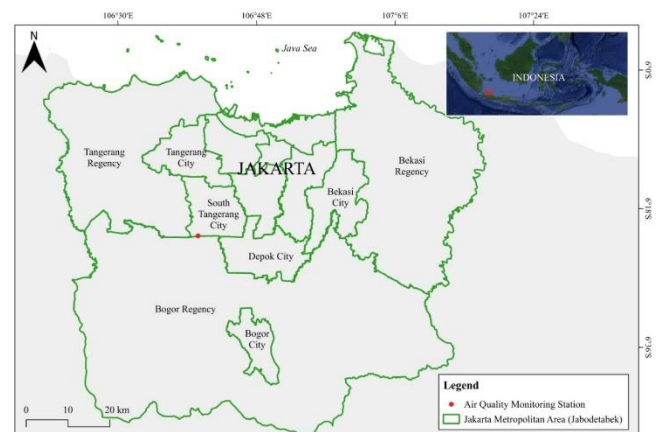 106°30'E
106°48'E
107°6'E
107°24'E
N
Java Sea
INDONESIA
6°0'S
Tangerang
Regency
Tangerang
City
JAKARTA
Bekasi
Regency
Bekasi
City
South
Tangerang
City
6°18'S
Depok City
Bogor Regency
Bogor
City
6°36'S
0 10 20 km
Legend
Air Quality Monitoring Station
Jakarta Metropolitan Area (Jabodetabek)